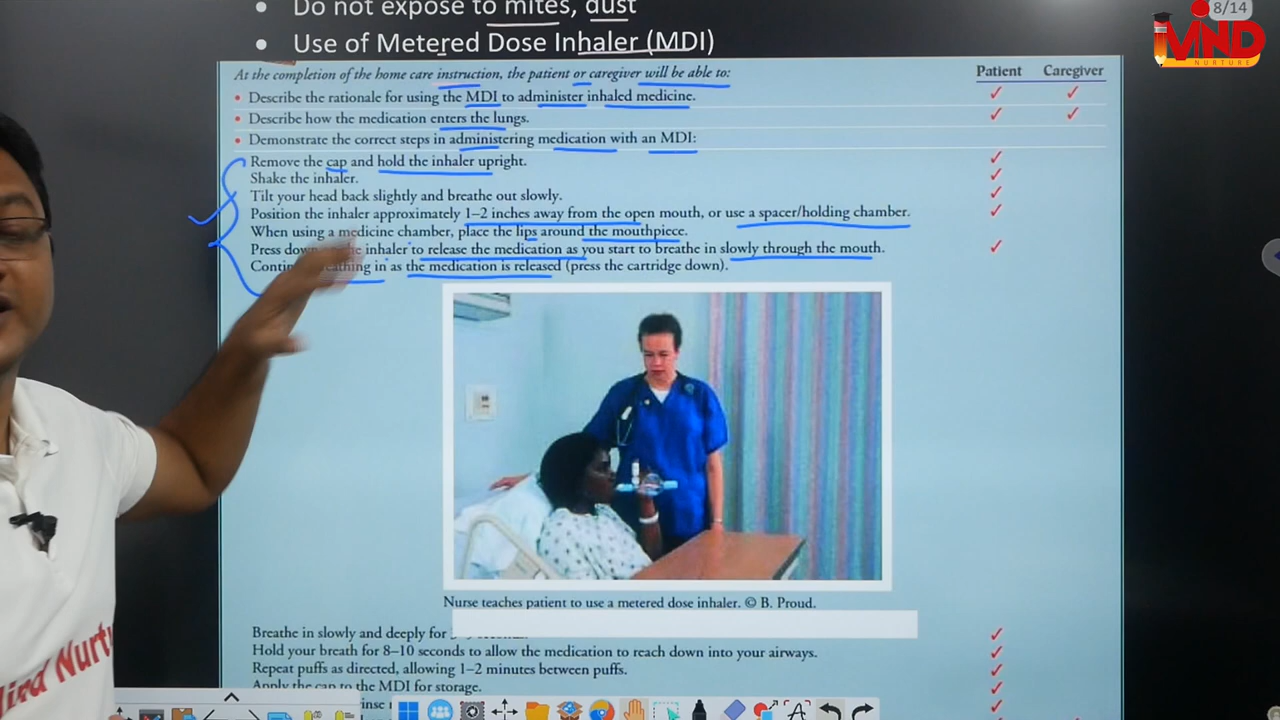 Do not expose to mites, dust
8/14
MIND
NURTURE
Use of Metered Dose Inhaler (MDI)
At the completion of the home care instruction, the patient or caregiver will be able to: Patient Caregiver
• Describe the rationale for using the MDI to administer inhaled medicine. ✓ ✓
• Describe how the medication enters the lungs. ✓ ✓
• Demonstrate the correct steps in administering medication with an MDI:
Remove the cap and hold the inhaler upright. ✓
Shake the inhaler. ✓
Tilt your head back slightly and breathe out slowly. ✓
Position the inhaler approximately 1–2 inches away from the open mouth, or use a spacer/holding chamber. ✓
When using a medicine chamber, place the lips around the mouthpiece.
Press down inhaler to release the medication as you start to breathe in slowly through the mouth. ✓
in as the medication is released (press the cartridge down).
Nurse teaches patient to use a metered dose inhaler. © B. Proud.
Breathe in slowly and deeply for ✓
Hold your breath for 8–10 seconds to allow the medication to reach down into your airways. ✓
Repeat puffs as directed, allowing 1–2 minutes between puffs. ✓
Apply the cap to the MDI for storage. ✓